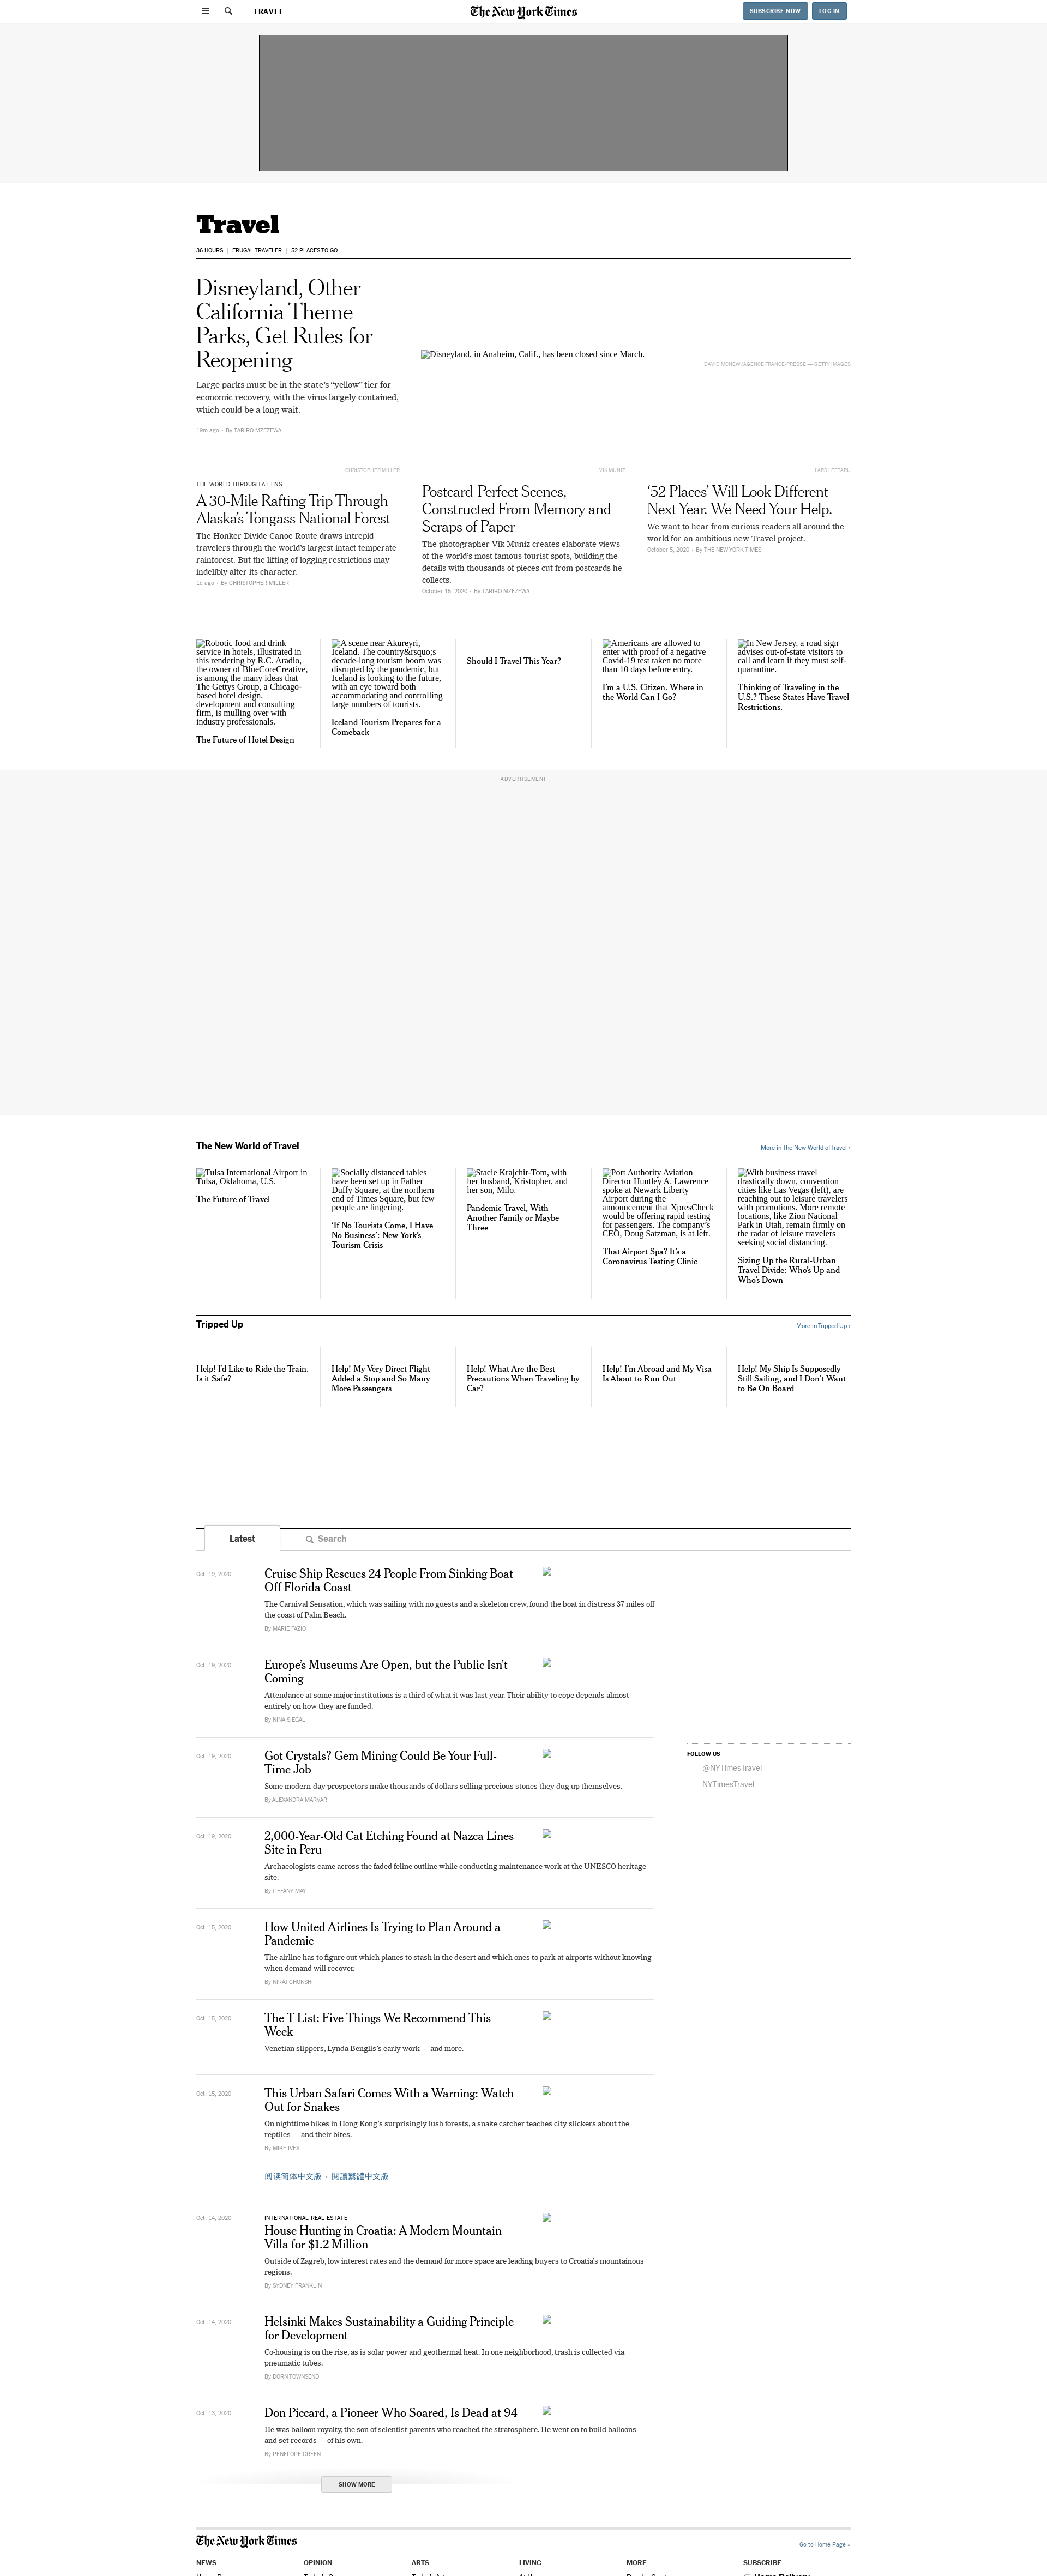 TRAVEL
The New York Times
SUBSCRIBE NOW
LOG IN
Travel
36 HOURS
FRUGAL TRAVELER
52 PLACES TO GO
Disneyland, Other
California Theme
Parks, Get Rules for
Reopening
Large parks must be in the state's “yellow” tier for
economic recovery, with the virus largely contained,
which could be a long wait.
19m ago · By TARIRO MZEZEWA
Disneyland, in Anaheim, Calif., has been closed since March.
DAVID MCNEW/AGENCE FRANCE-PRESSE — GETTY IMAGES
CHRISTOPHER MILLER
THE WORLD THROUGH A LENS
A 30-Mile Rafting Trip Through
Alaska's Tongass National Forest
The Honker Divide Canoe Route draws intrepid
travelers through the world's largest intact temperate
rainforest. But the lifting of logging restrictions may
indelibly alter its character.
1d ago · By CHRISTOPHER MILLER
VIK MUNIZ
Postcard-Perfect Scenes,
Constructed From Memory and
Scraps of Paper
The photographer Vik Muniz creates elaborate views
of the world's most famous tourist spots, building the
details with thousands of pieces cut from postcards he
collects.
October 15, 2020 · By TARIRO MZEZEWA
LARS LEETARU
‘52 Places’ Will Look Different
Next Year. We Need Your Help.
We want to hear from curious readers all around the
world for an ambitious new Travel project.
October 5, 2020 · By THE NEW YORK TIMES
Robotic food and drink
service in hotels, illustrated in
this rendering by R.C. Aradio,
the owner of BlueCoreCreative,
is among the many ideas that
The Gettys Group, a Chicago-
based hotel design,
development and consulting
firm, is mulling over with
industry professionals.
The Future of Hotel Design
A scene near Akureyri,
Iceland. The country&rsquo;s
decade-long tourism boom was
disrupted by the pandemic, but
Iceland is looking to the future,
with an eye toward both
accommodating and controlling
large numbers of tourists.
Iceland Tourism Prepares for a
Comeback
Should I Travel This Year?
Americans are allowed to
enter with proof of a negative
Covid-19 test taken no more
than 10 days before entry.
I'm a U.S. Citizen. Where in
the World Can I Go?
In New Jersey, a road sign
advises out-of-state visitors to
call and learn if they must self-
quarantine.
Thinking of Traveling in the
U.S.? These States Have Travel
Restrictions.
ADVERTISEMENT
The New World of Travel
More in The New World of Travel ›
Tulsa International Airport in
Tulsa, Oklahoma, U.S.
The Future of Travel
Socially distanced tables
have been set up in Father
Duffy Square, at the northern
end of Times Square, but few
people are lingering.
‘If No Tourists Come, I Have
No Business’: New York's
Tourism Crisis
Stacie Krajchir-Tom, with
her husband, Kristopher, and
her son, Milo.
Pandemic Travel, With
Another Family or Maybe
Three
Port Authority Aviation
Director Huntley A. Lawrence
spoke at Newark Liberty
Airport during the
announcement that XpresCheck
would be offering rapid testing
for passengers. The company's
CEO, Doug Satzman, is at left.
That Airport Spa? It's a
Coronavirus Testing Clinic
With business travel
drastically down, convention
cities like Las Vegas (left), are
reaching out to leisure travelers
with promotions. More remote
locations, like Zion National
Park in Utah, remain firmly on
the radar of leisure travelers
seeking social distancing.
Sizing Up the Rural-Urban
Travel Divide: Who's Up and
Who's Down
Tripped Up
More in Tripped Up ›
Help! I'd Like to Ride the Train.
Is it Safe?
Help! My Very Direct Flight
Added a Stop and So Many
More Passengers
Help! What Are the Best
Precautions When Traveling by
Car?
Help! I'm Abroad and My Visa
Is About to Run Out
Help! My Ship Is Supposedly
Still Sailing, and I Don't Want
to Be On Board
Latest
Search
Oct. 19, 2020
Cruise Ship Rescues 24 People From Sinking Boat
Off Florida Coast
The Carnival Sensation, which was sailing with no guests and a skeleton crew, found the boat in distress 37 miles off
the coast of Palm Beach.
By MARIE FAZIO
Oct. 19, 2020
Europe's Museums Are Open, but the Public Isn't
Coming
Attendance at some major institutions is a third of what it was last year. Their ability to cope depends almost
entirely on how they are funded.
By NINA SIEGAL
Oct. 19, 2020
Got Crystals? Gem Mining Could Be Your Full-
Time Job
Some modern-day prospectors make thousands of dollars selling precious stones they dug up themselves.
By ALEXANDRA MARVAR
Oct. 19, 2020
2,000-Year-Old Cat Etching Found at Nazca Lines
Site in Peru
Archaeologists came across the faded feline outline while conducting maintenance work at the UNESCO heritage
site.
By TIFFANY MAY
Oct. 15, 2020
How United Airlines Is Trying to Plan Around a
Pandemic
The airline has to figure out which planes to stash in the desert and which ones to park at airports without knowing
when demand will recover.
By NIRAJ CHOKSHI
Oct. 15, 2020
The T List: Five Things We Recommend This
Week
Venetian slippers, Lynda Benglis's early work — and more.
Oct. 15, 2020
This Urban Safari Comes With a Warning: Watch
Out for Snakes
On nighttime hikes in Hong Kong's surprisingly lush forests, a snake catcher teaches city slickers about the
reptiles — and their bites.
By MIKE IVES
阅读简体中文版 · 閱讀繁體中文版
Oct. 14, 2020
INTERNATIONAL REAL ESTATE
House Hunting in Croatia: A Modern Mountain
Villa for $1.2 Million
Outside of Zagreb, low interest rates and the demand for more space are leading buyers to Croatia's mountainous
regions.
By SYDNEY FRANKLIN
Oct. 14, 2020
Helsinki Makes Sustainability a Guiding Principle
for Development
Co-housing is on the rise, as is solar power and geothermal heat. In one neighborhood, trash is collected via
pneumatic tubes.
By DORN TOWNSEND
Oct. 13, 2020
Don Piccard, a Pioneer Who Soared, Is Dead at 94
He was balloon royalty, the son of scientist parents who reached the stratosphere. He went on to build balloons —
and set records — of his own.
By PENELOPE GREEN
SHOW MORE
FOLLOW US
@NYTimesTravel
NYTimesTravel
The New York Times
Go to Home Page »
NEWS
OPINION
ARTS
LIVING
MORE
SUBSCRIBE